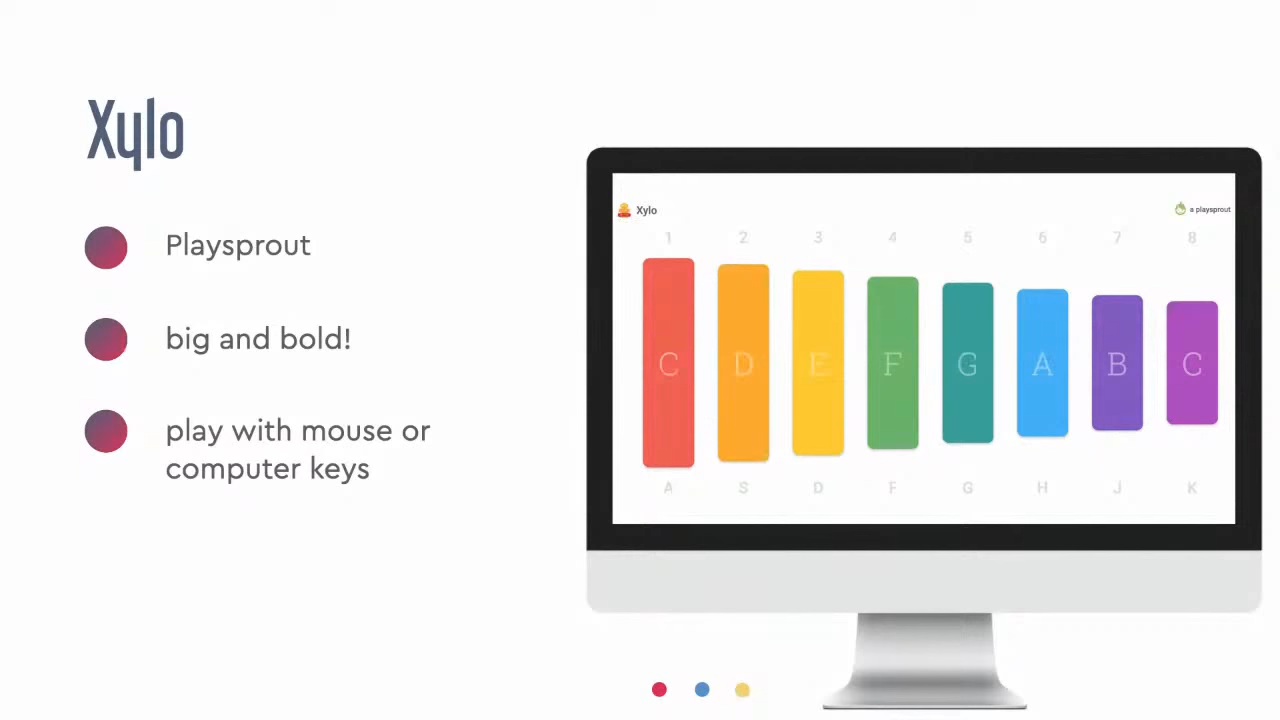 Xylo
Playsprout
big and bold!
play with mouse or
computer keys
Xylo
a playsprout
1 2 3 4 5 6 7 8
C D E F G A B C
A S D F G H J K